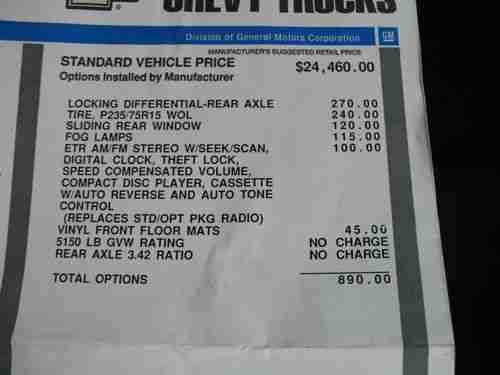 CHEVY TRUCKS
Division of General Motors Corporation GM
MANUFACTURER'S SUGGESTED RETAIL PRICE
STANDARD VEHICLE PRICE $24,460.00
Options Installed by Manufacturer
LOCKING DIFFERENTIAL-REAR AXLE 270.00
TIRE, P235/75R15 WOL 240.00
SLIDING REAR WINDOW 120.00
FOG LAMPS 115.00
ETR AM/FM STEREO W/SEEK/SCAN, 100.00
DIGITAL CLOCK, THEFT LOCK,
SPEED COMPENSATED VOLUME,
COMPACT DISC PLAYER, CASSETTE
W/AUTO REVERSE AND AUTO TONE
CONTROL
(REPLACES STD/OPT PKG RADIO)
VINYL FRONT FLOOR MATS 45.00
5150 LB GVW RATING NO CHARGE
REAR AXLE 3.42 RATIO NO CHARGE
TOTAL OPTIONS 890.00